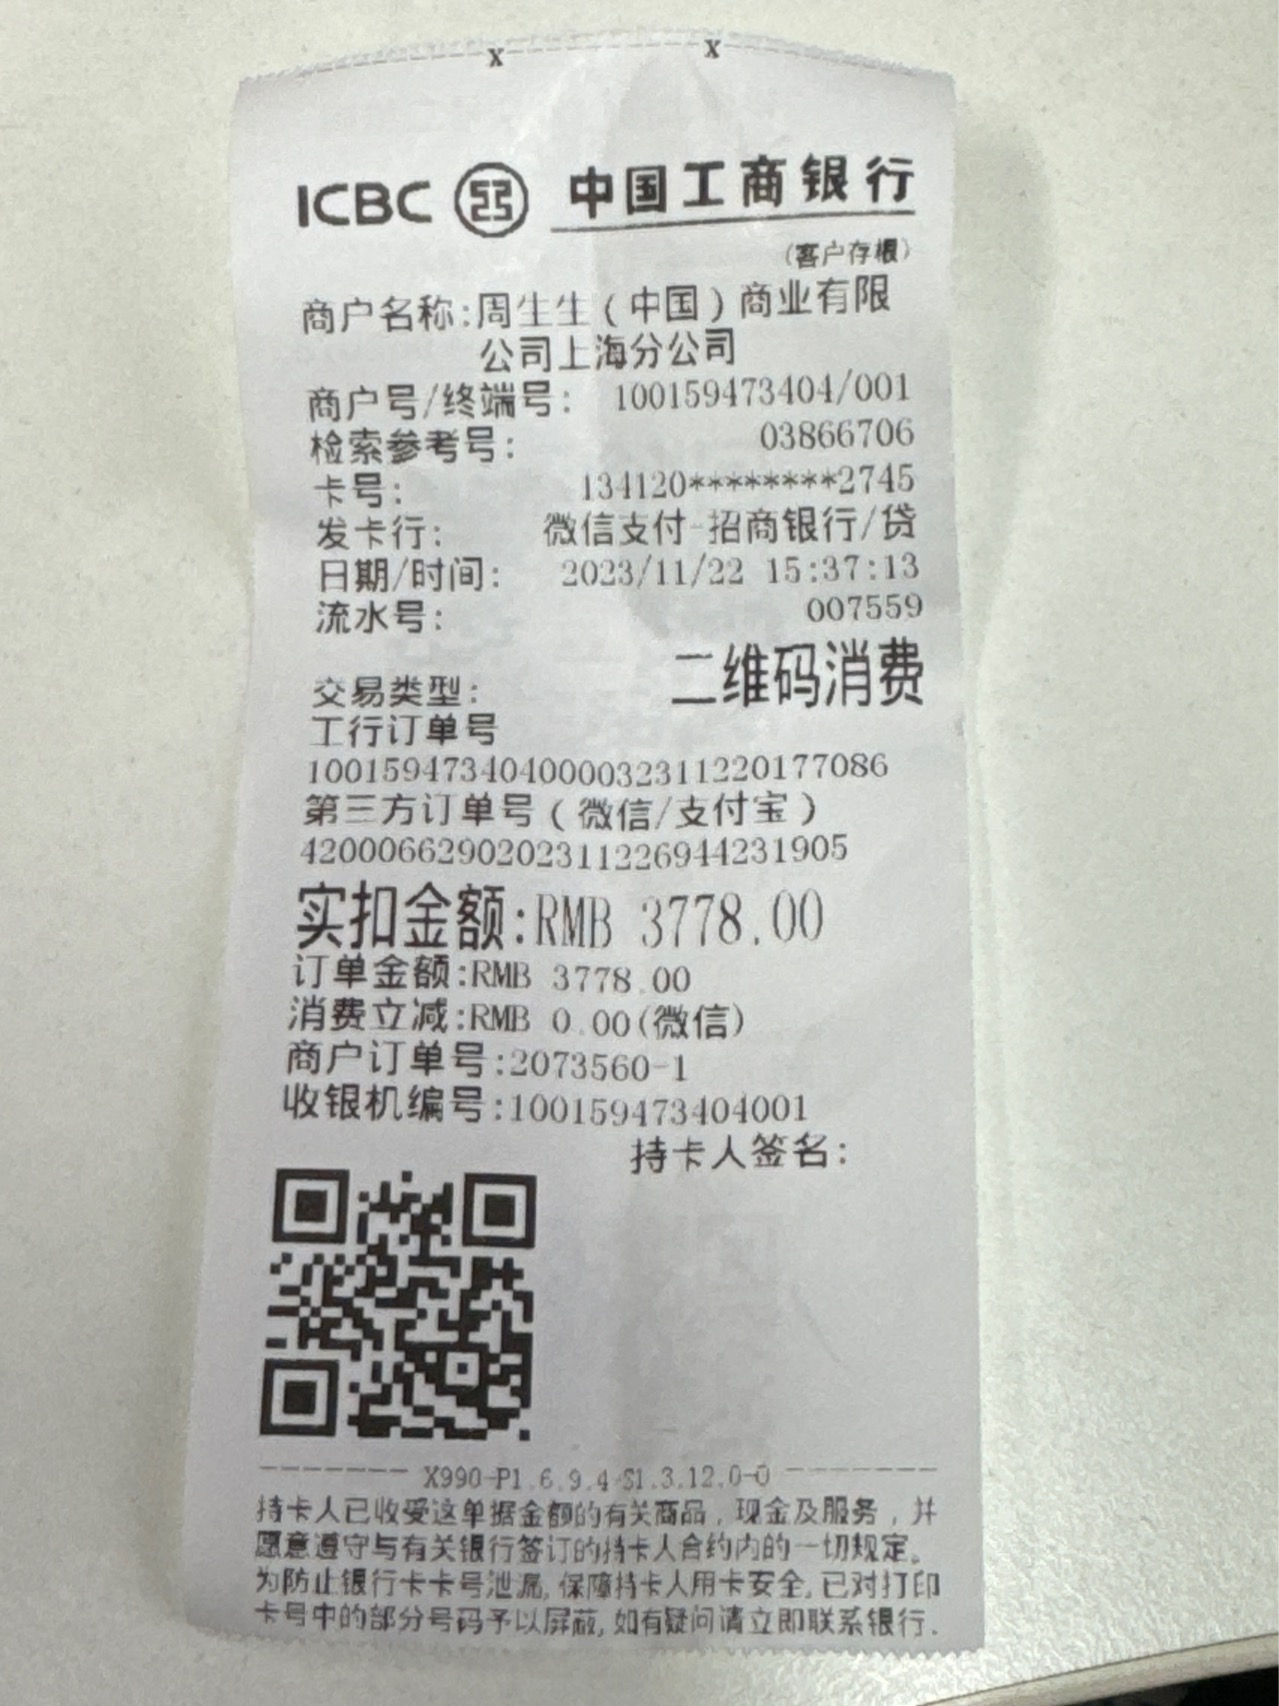 X X
ICBC 中国工商银行
(客户存根)
商户名称:周生生(中国)商业有限
公司上海分公司
商户号/终端号: 100159473404/001
检索参考号: 03866706
卡号: 134120********2745
发卡行: 微信支付-招商银行/贷
日期/时间: 2023/11/22 15:37:13
流水号: 007559
交易类型: 二维码消费
工行订单号
100159473404000032311220177086
第三方订单号(微信/支付宝)
4200066290202311226944231905
实扣金额:RMB 3778.00
订单金额:RMB 3778.00
消费立减:RMB 0.00(微信)
商户订单号:2073560-1
收银机编号:100159473404001
持卡人签名:
------- X990-P1.6.9.4-S1.3.12.0-0 -------
持卡人已收受这单据金额的有关商品,现金及服务,并
愿意遵守与有关银行签订的持卡人合约内的一切规定。
为防止银行卡卡号泄漏,保障持卡人用卡安全,已对打印
卡号中的部分号码予以屏蔽,如有疑问请立即联系银行.